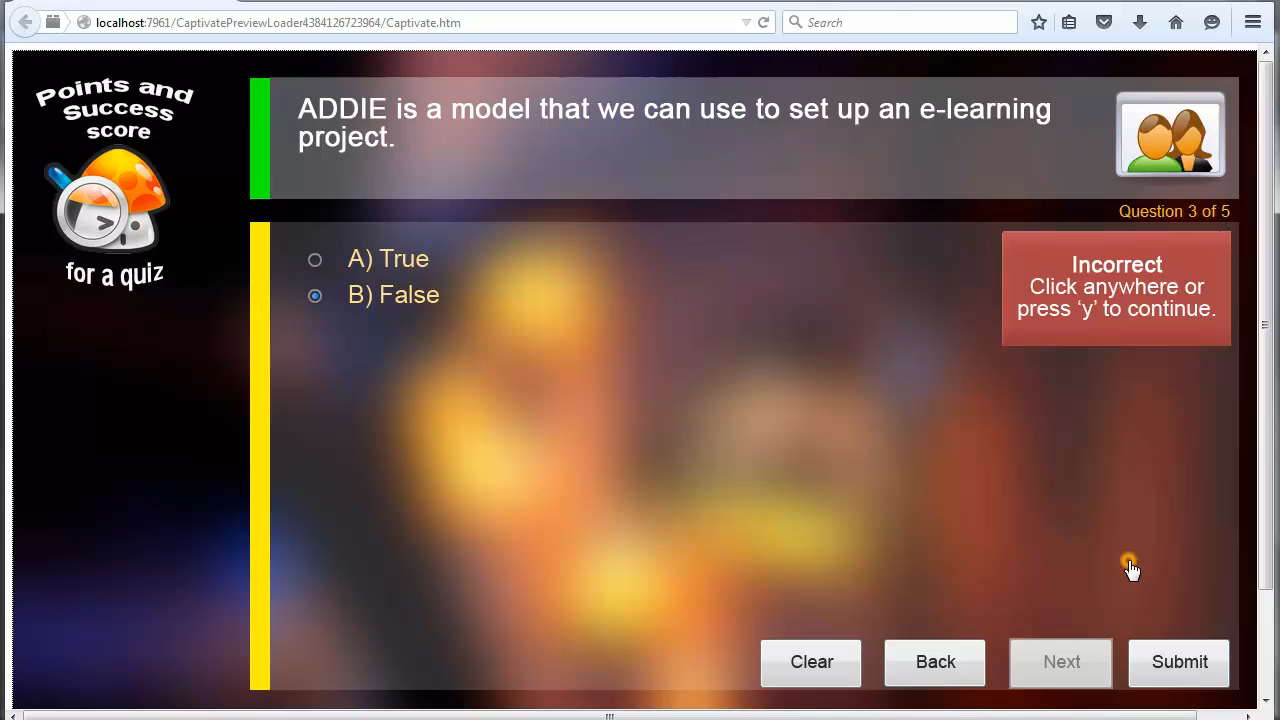 localhost:7961/CaptivatePreviewLoader4384126723964/Captivate.htm
Search
Points and
Success
score
for a quiz
ADDIE is a model that we can use to set up an e-learning
project.
Question 3 of 5
A) True
B) False
Incorrect
Click anywhere or
press ‘y’ to continue.
Clear
Back
Next
Submit